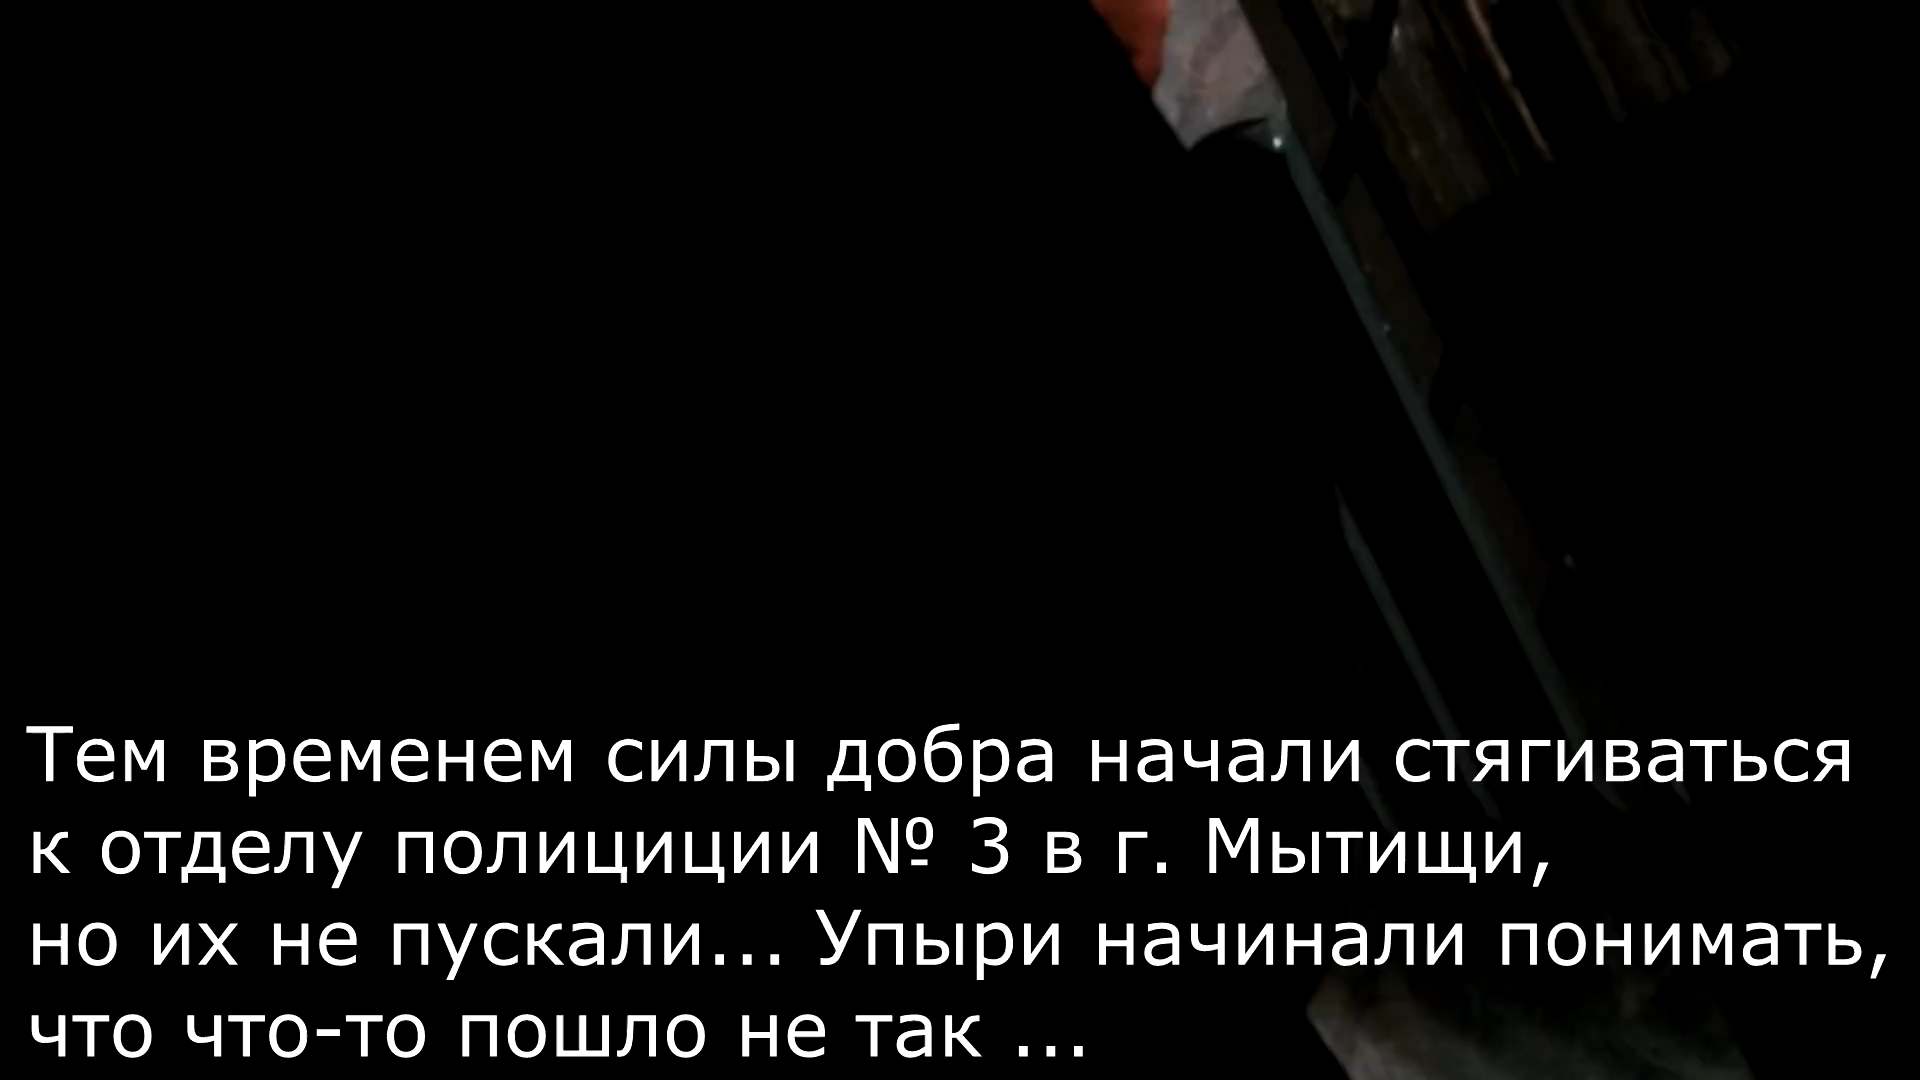 Тем временем силы добра начали стягиваться
к отделу полициции № 3 в г. Мытищи,
но их не пускали... Упыри начинали понимать,
что что-то пошло не так ...